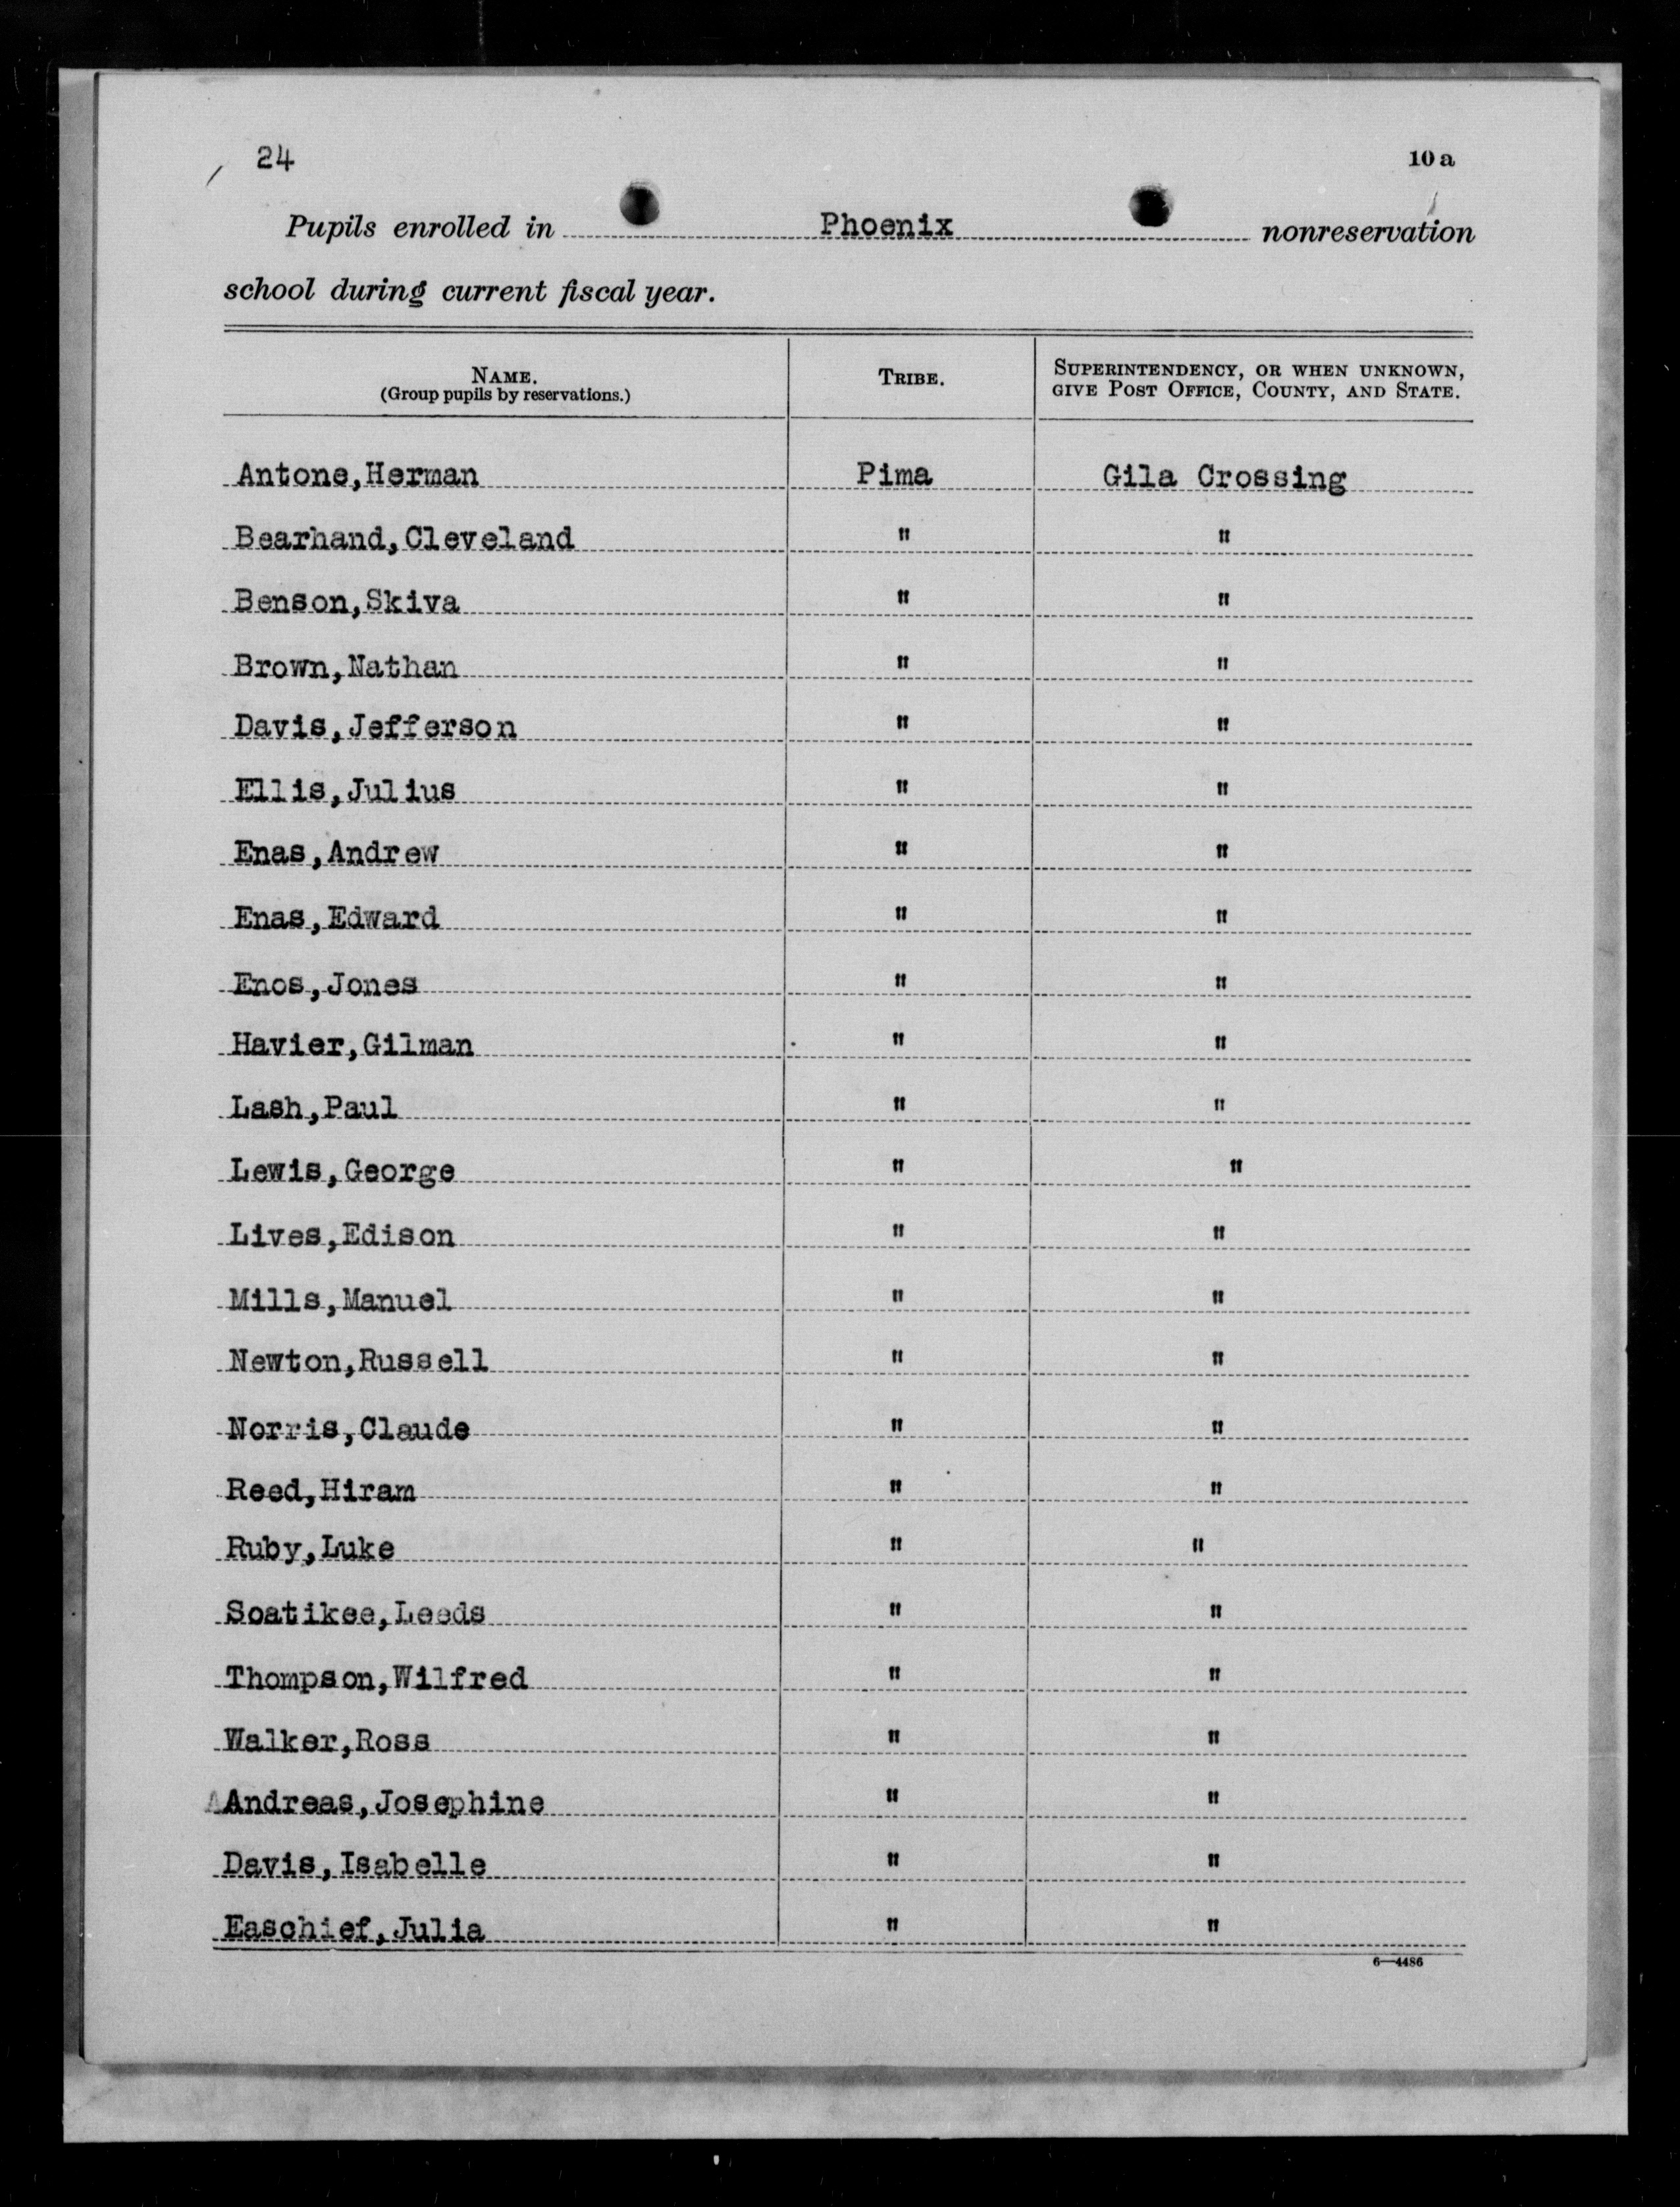 24
10 a
Pupils enrolled in Phoenix nonreservation
school during current fiscal year.
NAME.
(Group pupils by reservations.)
TRIBE.
SUPERINTENDENCY, OR WHEN UNKNOWN,
GIVE POST OFFICE, COUNTY, AND STATE.
Antone,Herman Pima Gila Crossing
Bearhand,Cleveland " "
Benson,Skiva " "
Brown,Nathan " "
Davis,Jefferson " "
Ellis,Julius " "
Enas,Andrew " "
Enas,Edward " "
Enos,Jones " "
Havier,Gilman " "
Lash,Paul " "
Lewis,George " "
Lives,Edison " "
Mills,Manuel " "
Newton,Russell " "
Norris,Claude " "
Reed,Hiram " "
Ruby,Luke " "
Soatikee,Leeds " "
Thompson,Wilfred " "
Walker,Ross " "
Andreas,Josephine " "
Davis,Isabelle " "
Easchief,Julia " "
6—4486